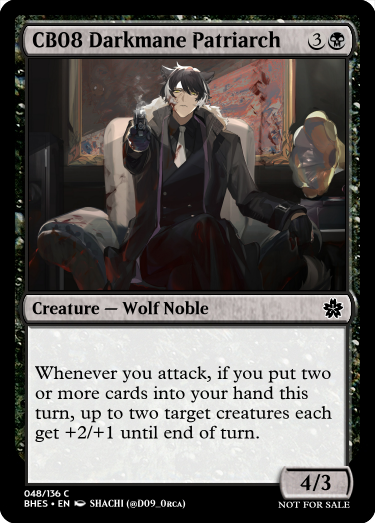 CB08 Darkmane Patriarch 3
Creature — Wolf Noble
Whenever you attack, if you put two
or more cards into your hand this
turn, up to two target creatures each
get +2/+1 until end of turn.
4/3
048/136 C
BHES • EN SHACHI (@D09_0RCA)
NOT FOR SALE